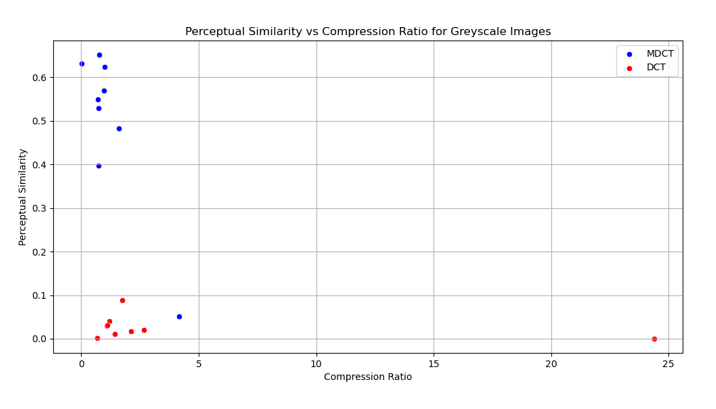 Perceptual Similarity vs Compression Ratio for Greyscale Images
MDCT
DCT
0.6
0.5
0.4
0.3
0.2
0.1
0.0
Perceptual Similarity
0 5 10 15 20 25
Compression Ratio